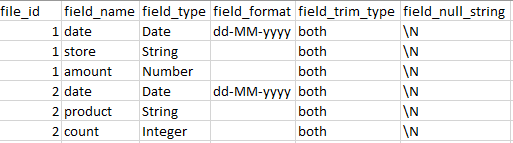 file_id field_name field_type field_format field_trim_type field_null_string
1 date Date dd-MM-yyyy both \N
1 store String both \N
1 amount Number both \N
2 date Date dd-MM-yyyy both \N
2 product String both \N
2 count Integer both \N